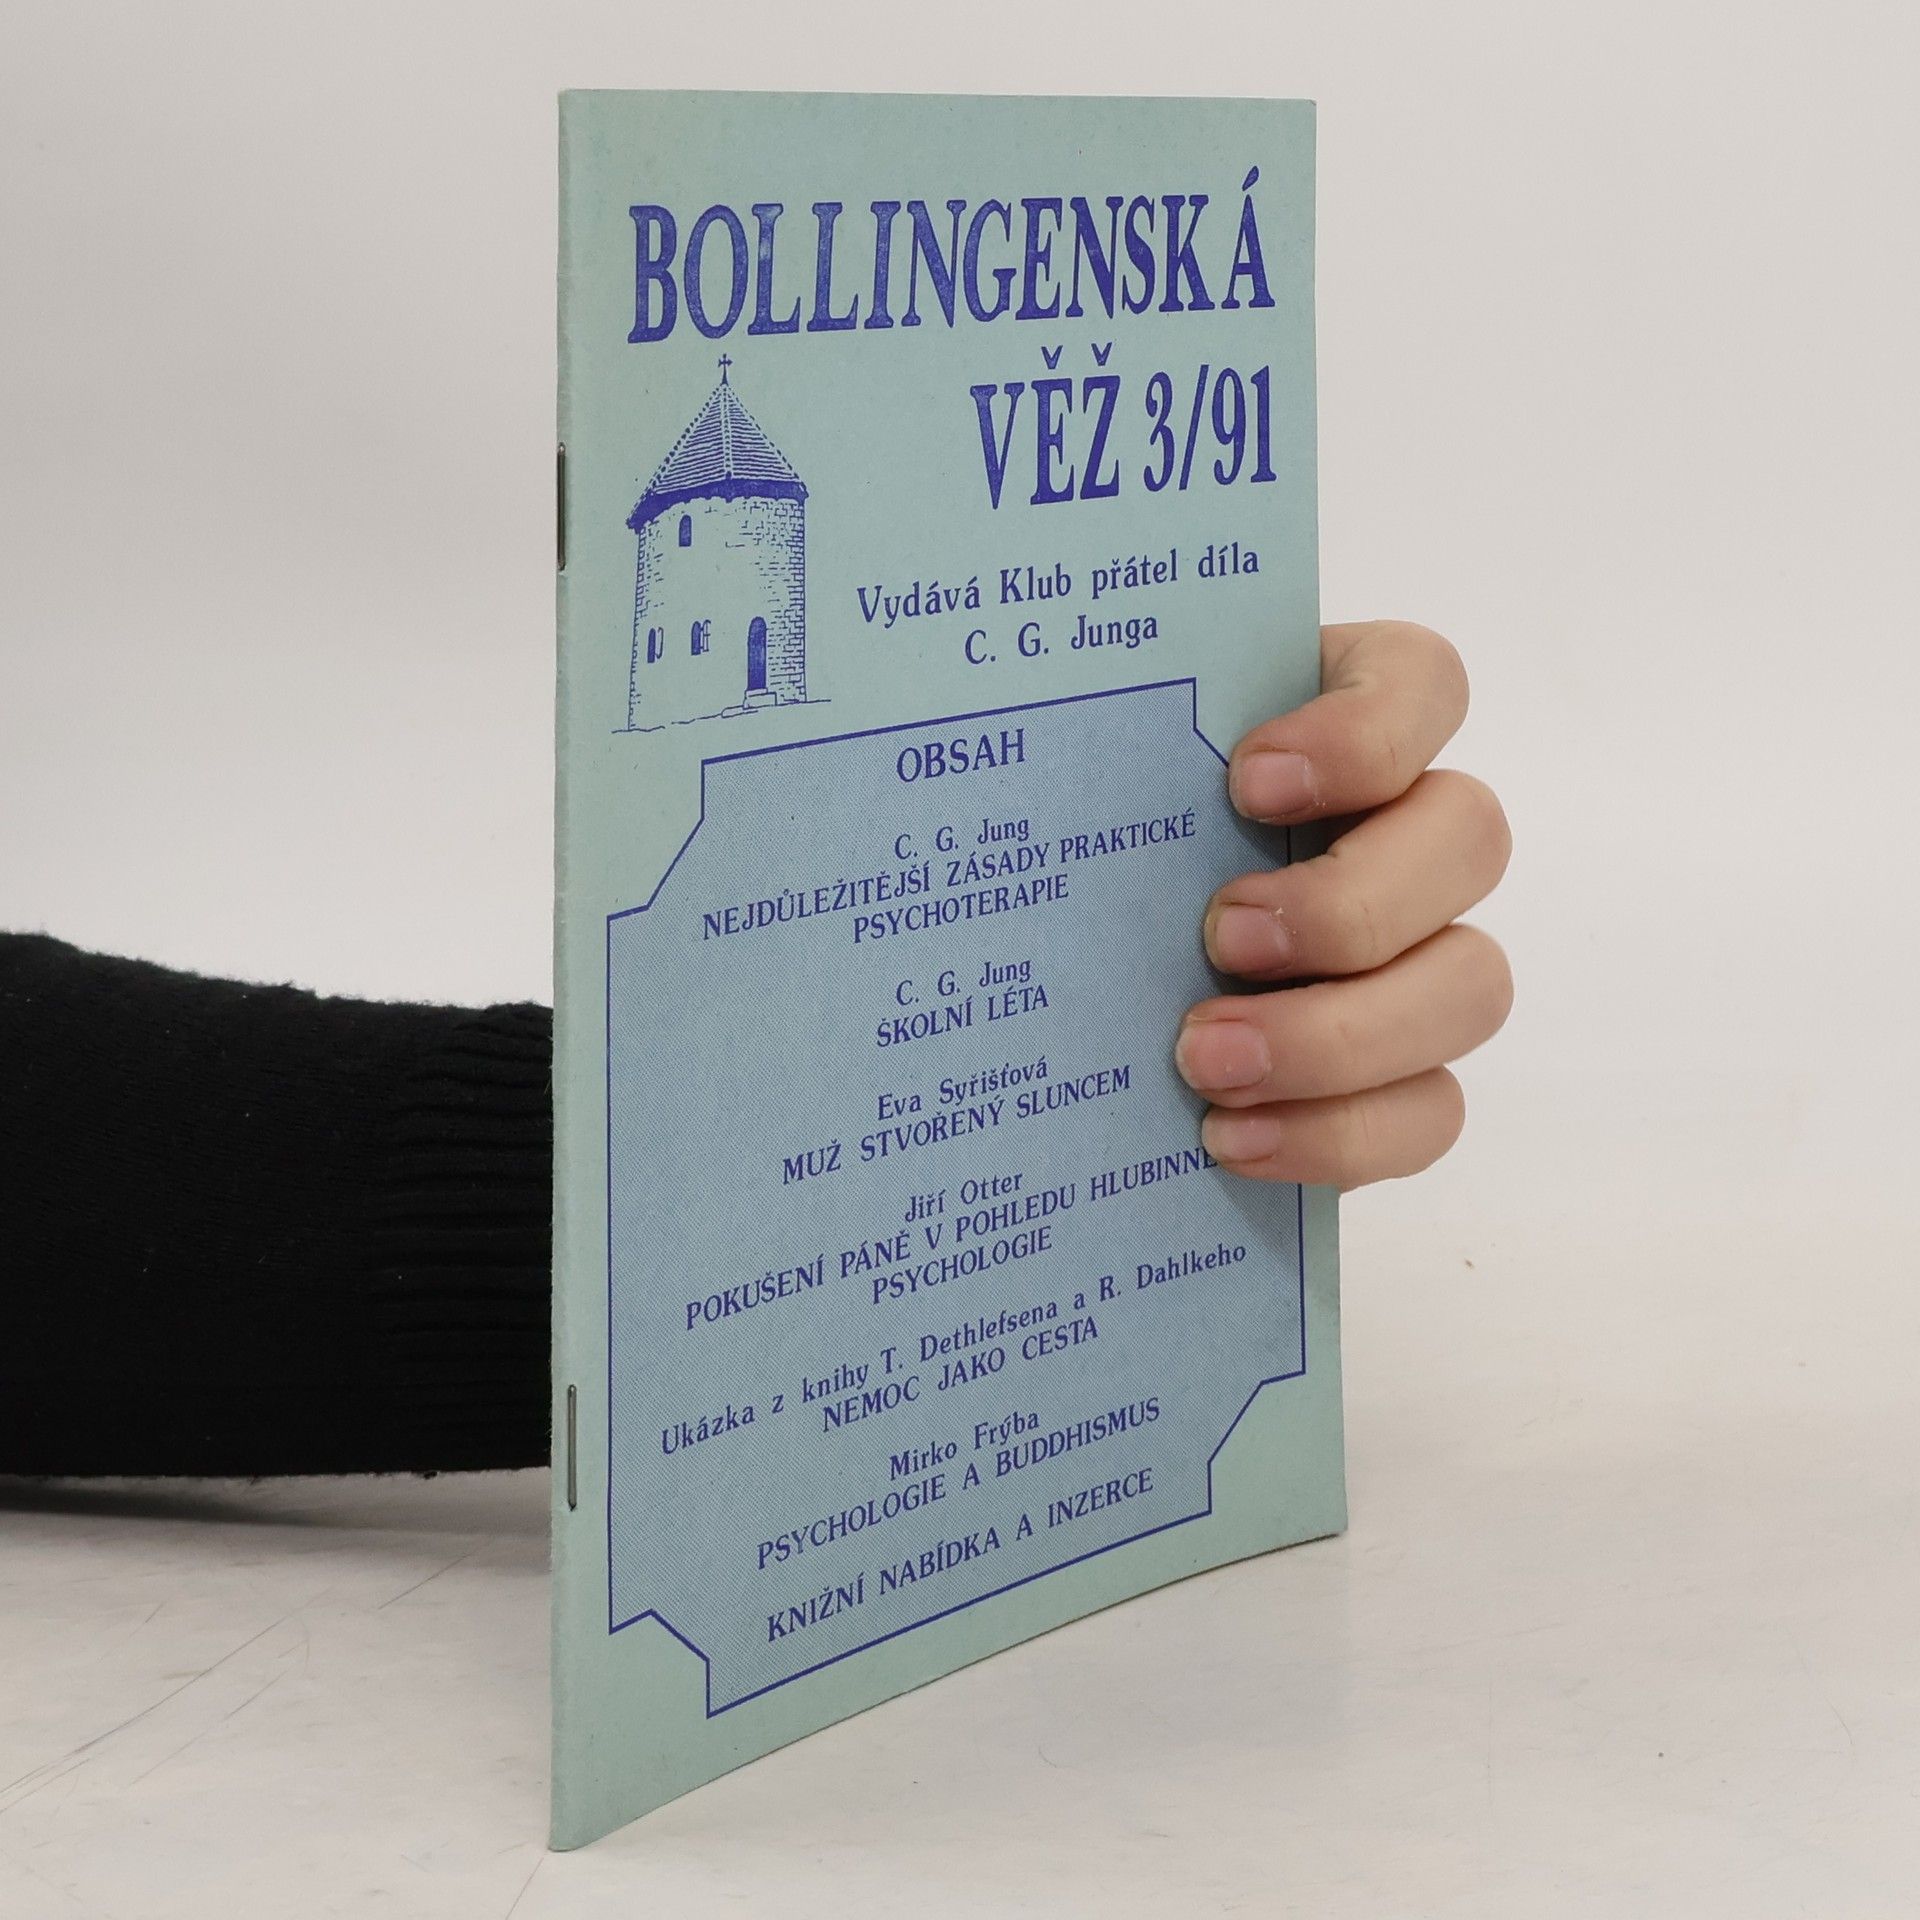 BOLLINGENSKÁ
VĚŽ 3/91
Vydává Klub přátel díla
C. G. Junga
OBSAH
C. G. Jung
NEJDŮLEŽITĚJŠÍ ZÁSADY PRAKTICKÉ
PSYCHOTERAPIE
C. G. Jung
ŠKOLNÍ LÉTA
Eva Syřišťová
MUŽ STVOŘENÝ SLUNCEM
Jiří Otter
POKUŠENÍ PÁNĚ V POHLEDU HLUBINNÉ
PSYCHOLOGIE
Ukázka z knihy T. Dethlefsena a R. Dahlkeho
NEMOC JAKO CESTA
Mirko Frýba
PSYCHOLOGIE A BUDDHISMUS
KNIŽNÍ NABÍDKA A INZERCE